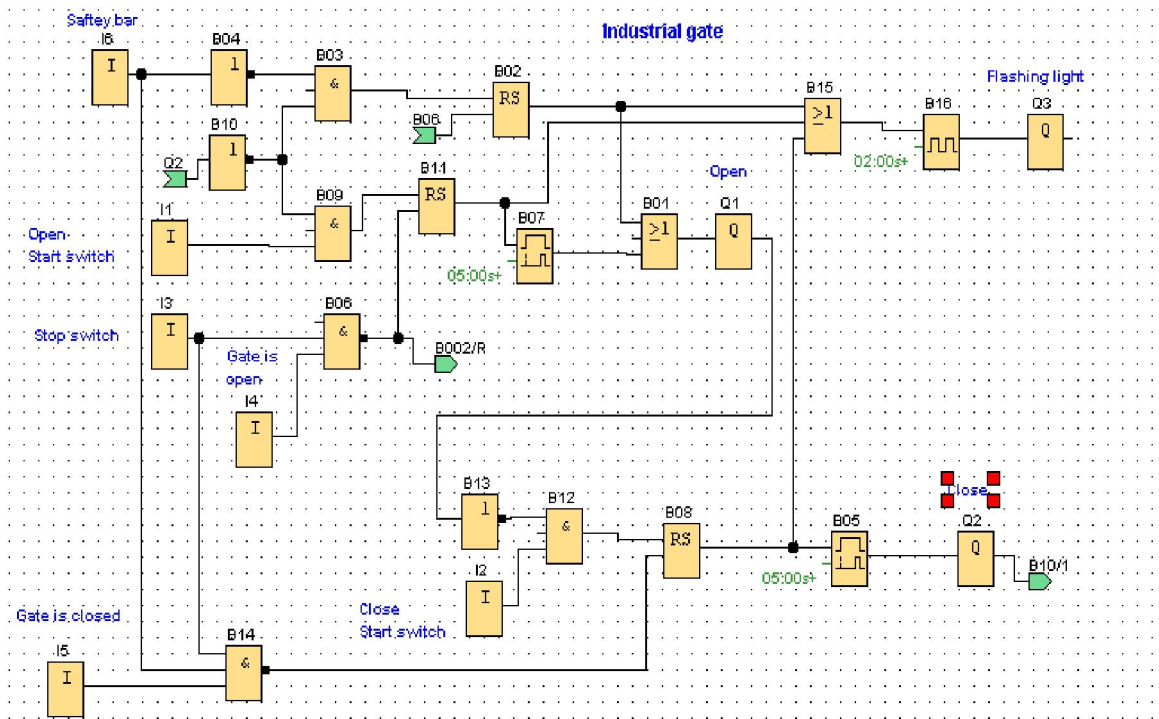 Saftey bar
I6
I
B04
1
B03
&
Industrial gate
B02
RS
B06
B15
≥1
Flashing light
B16
02:00s+
Q3
Q
B10
1
Q2
B11
RS
Open
B09
&
I1
I
Open
Start switch
B07
05:00s+
B01
≥1
Q1
Q
I3
I
Stop switch
B06
&
Gate is
open
B002/R
I4
I
B13
1
B12
&
B08
RS
Close
B05
05:00s+
Q2
Q
B10/1
I2
I
Close
Start switch
Gate is closed
I5
I
B14
&